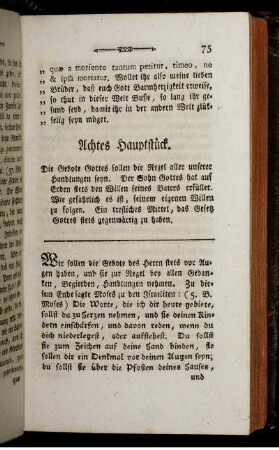 75
„ quæ a moriente tantum petitur, timeo, ne
„ & ipsa moriatur. Wollet ihr also meine lieben
„ Brüder, daß euch Gott Barmherzigkeit erweise,
„ so thut in dieser Welt Busse, so lang ihr ge-
„ sund seyd, damit ihr in der andern Welt glück-
„ selig seyn möget.
Achtes Hauptstück.
Die Gebote Gottes sollen die Regel aller unserer
Handlungen seyn. Der Sohn Gottes hat auf
Erden stets den Willen seines Vaters erfüllet.
Wie gefährlich es ist, seinem eigenen Willen
zu folgen. Ein trefliches Mittel, das Gesetz
Gottes stets gegenwärtig zu haben.
Wir sollen die Gebote des Herren stets vor Au-
gen haben, und sie zur Regel bey allen Gedan-
ken, Begierden, Handlungen nehmen. Zu die-
sem Ende sagte Moses zu den Israeliten: (5. B.
Moses) Die Worte, die ich dir heute gebiete,
sollst du zu Herzen nehmen, und sie deinen Kin-
dern einschärfen, und davon reden, wenn du
dich niederlegest, oder aufstehest. Du sollst
sie zum Zeichen auf deine Hand binden, sie
sollen dir ein Denkmal vor deinen Augen seyn;
du sollst sie über die Pfosten deines Hauses,
und